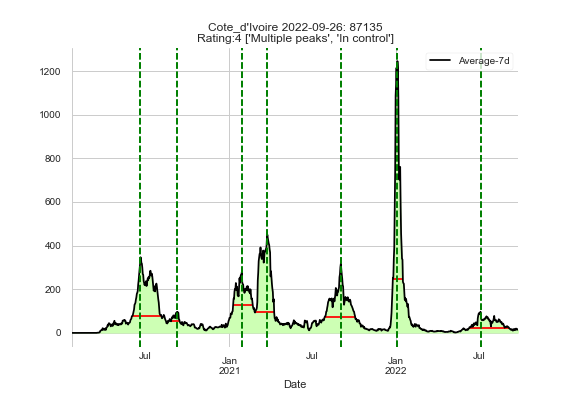 Cote_d'Ivoire 2022-09-26: 87135
Rating:4 ['Multiple peaks', 'In control']
Average-7d
1200
1000
800
600
400
200
0
Jul
Jan
2021
Jul
Jan
2022
Jul
Date